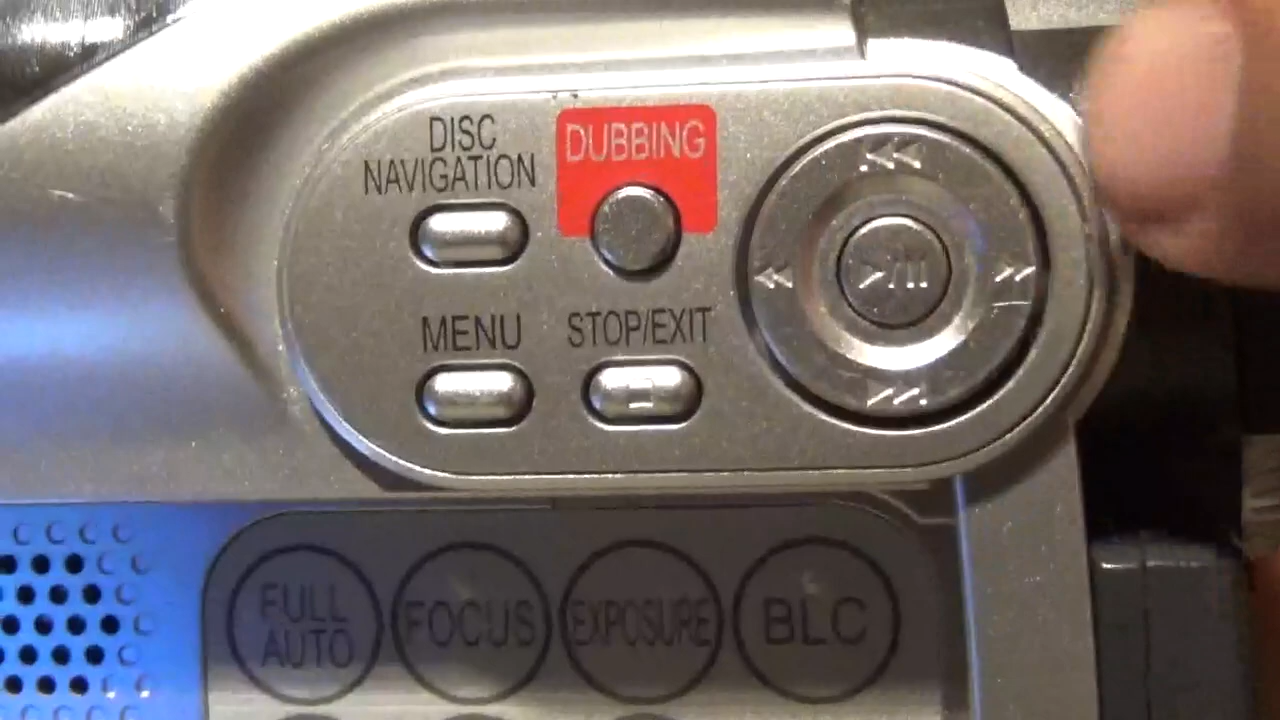 DISC
NAVIGATION
DUBBING
MENU
STOP/EXIT
FULL
AUTO
FOCUS
EXPOSURE
BLC